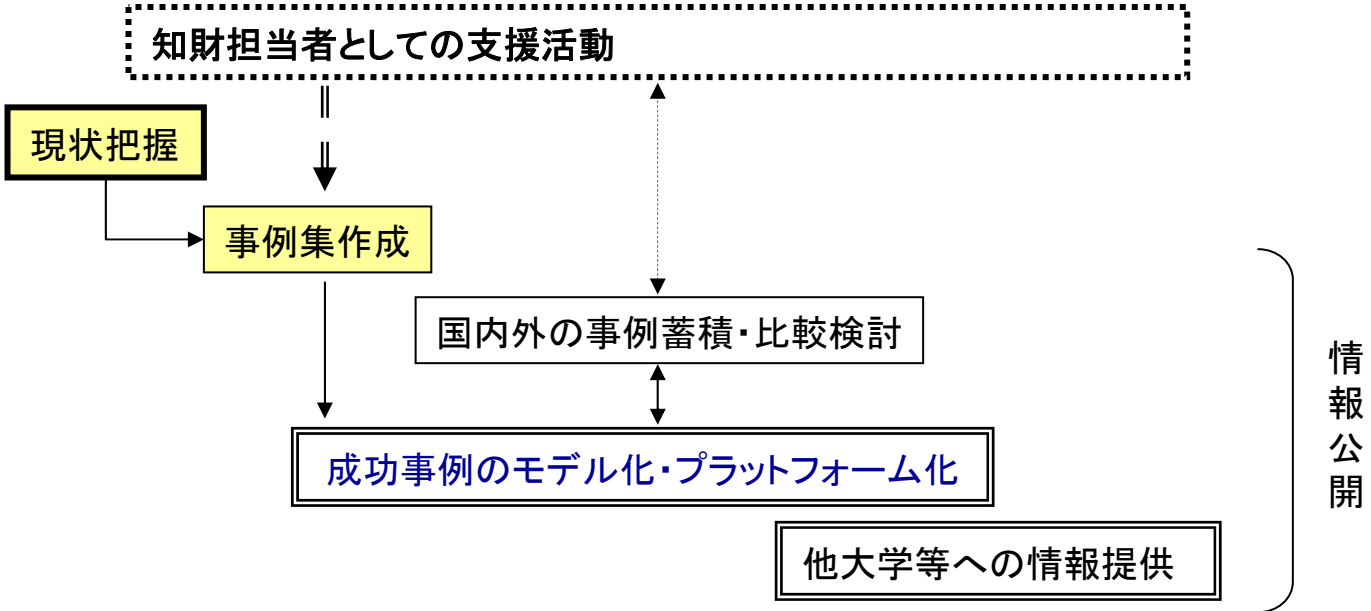 知財担当者としての支援活動
現状把握
事例集作成
国内外の事例蓄積・比較検討
成功事例のモデル化・プラットフォーム化
他大学等への情報提供
情報公開